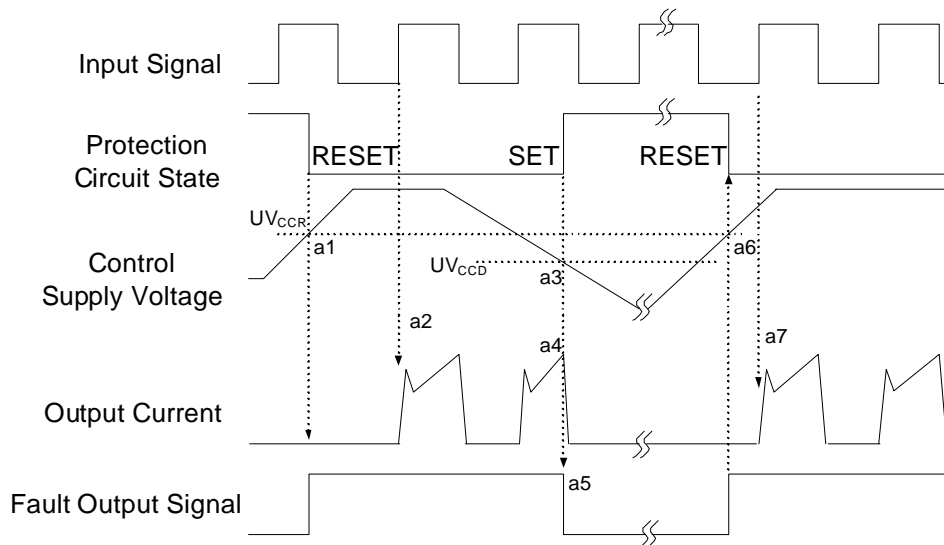 Input Signal
Protection
Circuit State
RESET
SET
RESET
UVCCR
a1
a6
Control
Supply Voltage
UVCCD
a3
a2
a4
a7
Output Current
a5
Fault Output Signal